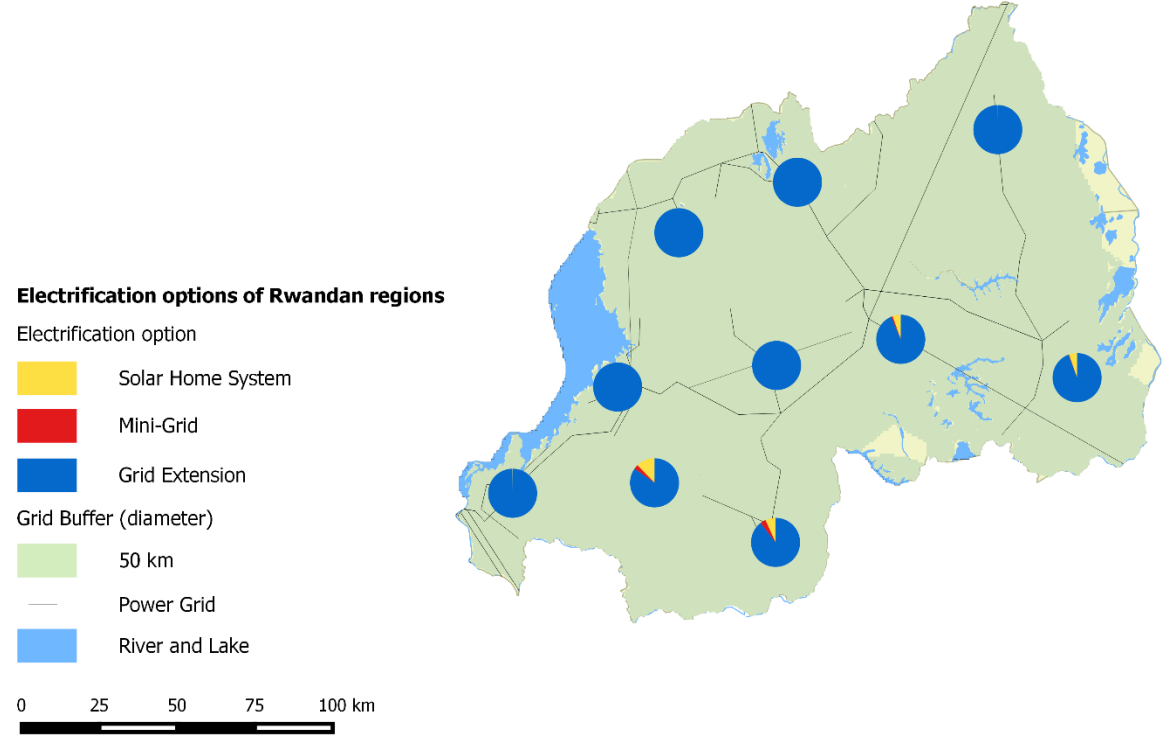 Electrification options of Rwandan regions
Electrification option
Solar Home System
Mini-Grid
Grid Extension
Grid Buffer (diameter)
50 km
Power Grid
River and Lake
0 25 50 75 100 km